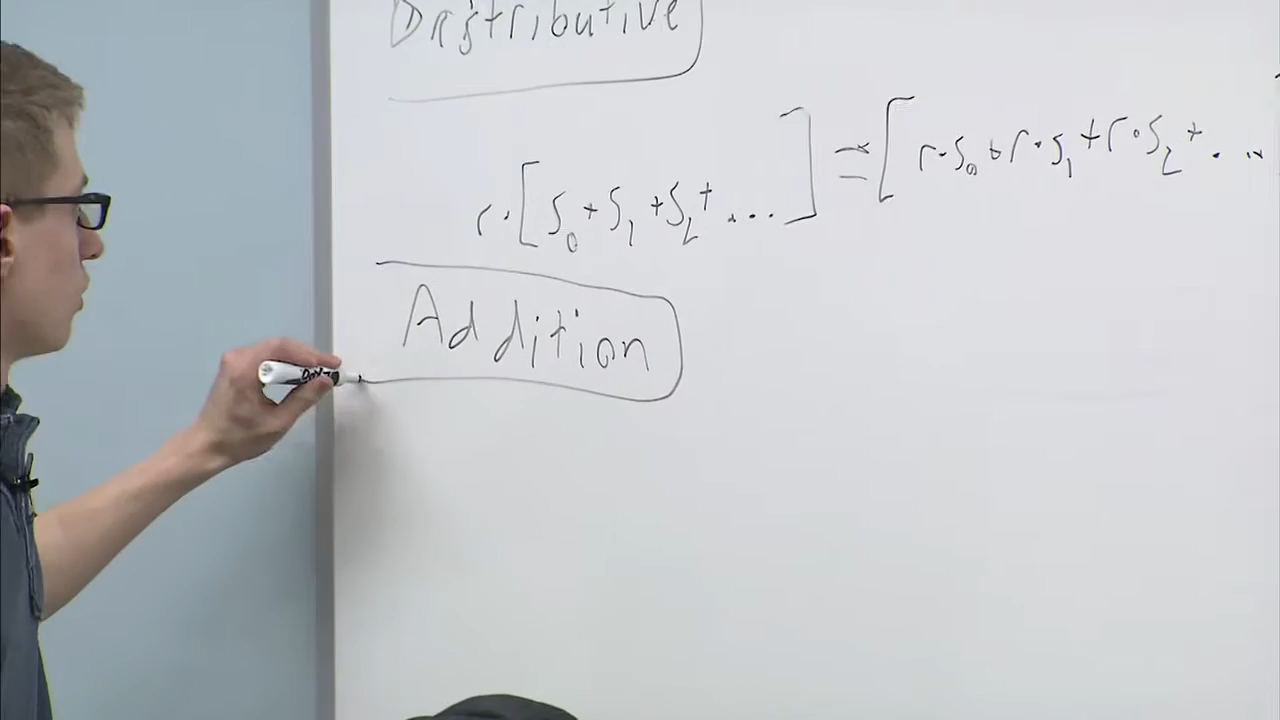 Distributive
r·[S₀+S₁+S₂+....] = [r·S₀+r·S₁+r·S₂+...
Addition